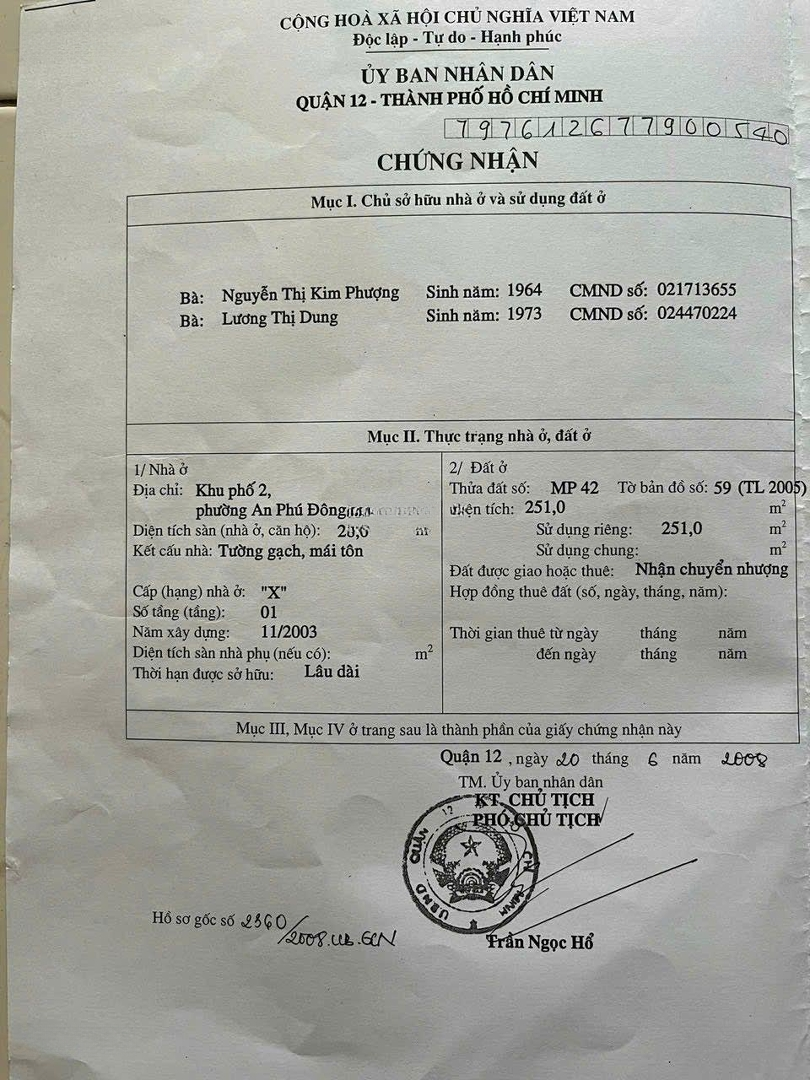 CỘNG HOÀ XÃ HỘI CHỦ NGHĨA VIỆT NAM
Độc lập - Tự do - Hạnh phúc
ỦY BAN NHÂN DÂN
QUẬN 12 - THÀNH PHỐ HỒ CHÍ MINH
797612677900540
CHỨNG NHẬN
Mục I. Chủ sở hữu nhà ở và sử dụng đất ở
Bà: Nguyễn Thị Kim Phượng Sinh năm: 1964 CMND số: 021713655
Bà: Lương Thị Dung Sinh năm: 1973 CMND số: 024470224
Mục II. Thực trạng nhà ở, đất ở
1/ Nhà ở
Địa chỉ: Khu phố 2,
phường An Phú Đông
Diện tích sàn (nhà ở, căn hộ):
Kết cấu nhà: Tường gạch, mái tôn
Cấp (hạng) nhà ở: "X"
Số tầng (tầng): 01
Năm xây dựng: 11/2003
Diện tích sàn nhà phụ (nếu có): m²
Thời hạn được sở hữu: Lâu dài
2/ Đất ở
Thửa đất số: MP 42 Tờ bản đồ số: 59 (TL 2005)
Diện tích: 251,0 m²
Sử dụng riêng: 251,0 m²
Sử dụng chung: m²
Đất được giao hoặc thuê: Nhận chuyển nhượng
Hợp đồng thuê đất (số, ngày, tháng, năm):
Thời gian thuê từ ngày tháng năm
đến ngày tháng năm
Mục III, Mục IV ở trang sau là thành phần của giấy chứng nhận này
Quận 12 , ngày 20 tháng 6 năm 2008
TM. Ủy ban nhân dân
KT. CHỦ TỊCH
PHÓ CHỦ TỊCH
UBND QUẬN 12
Hồ sơ gốc số 2360
/2008.UB.GCN
Trần Ngọc Hổ